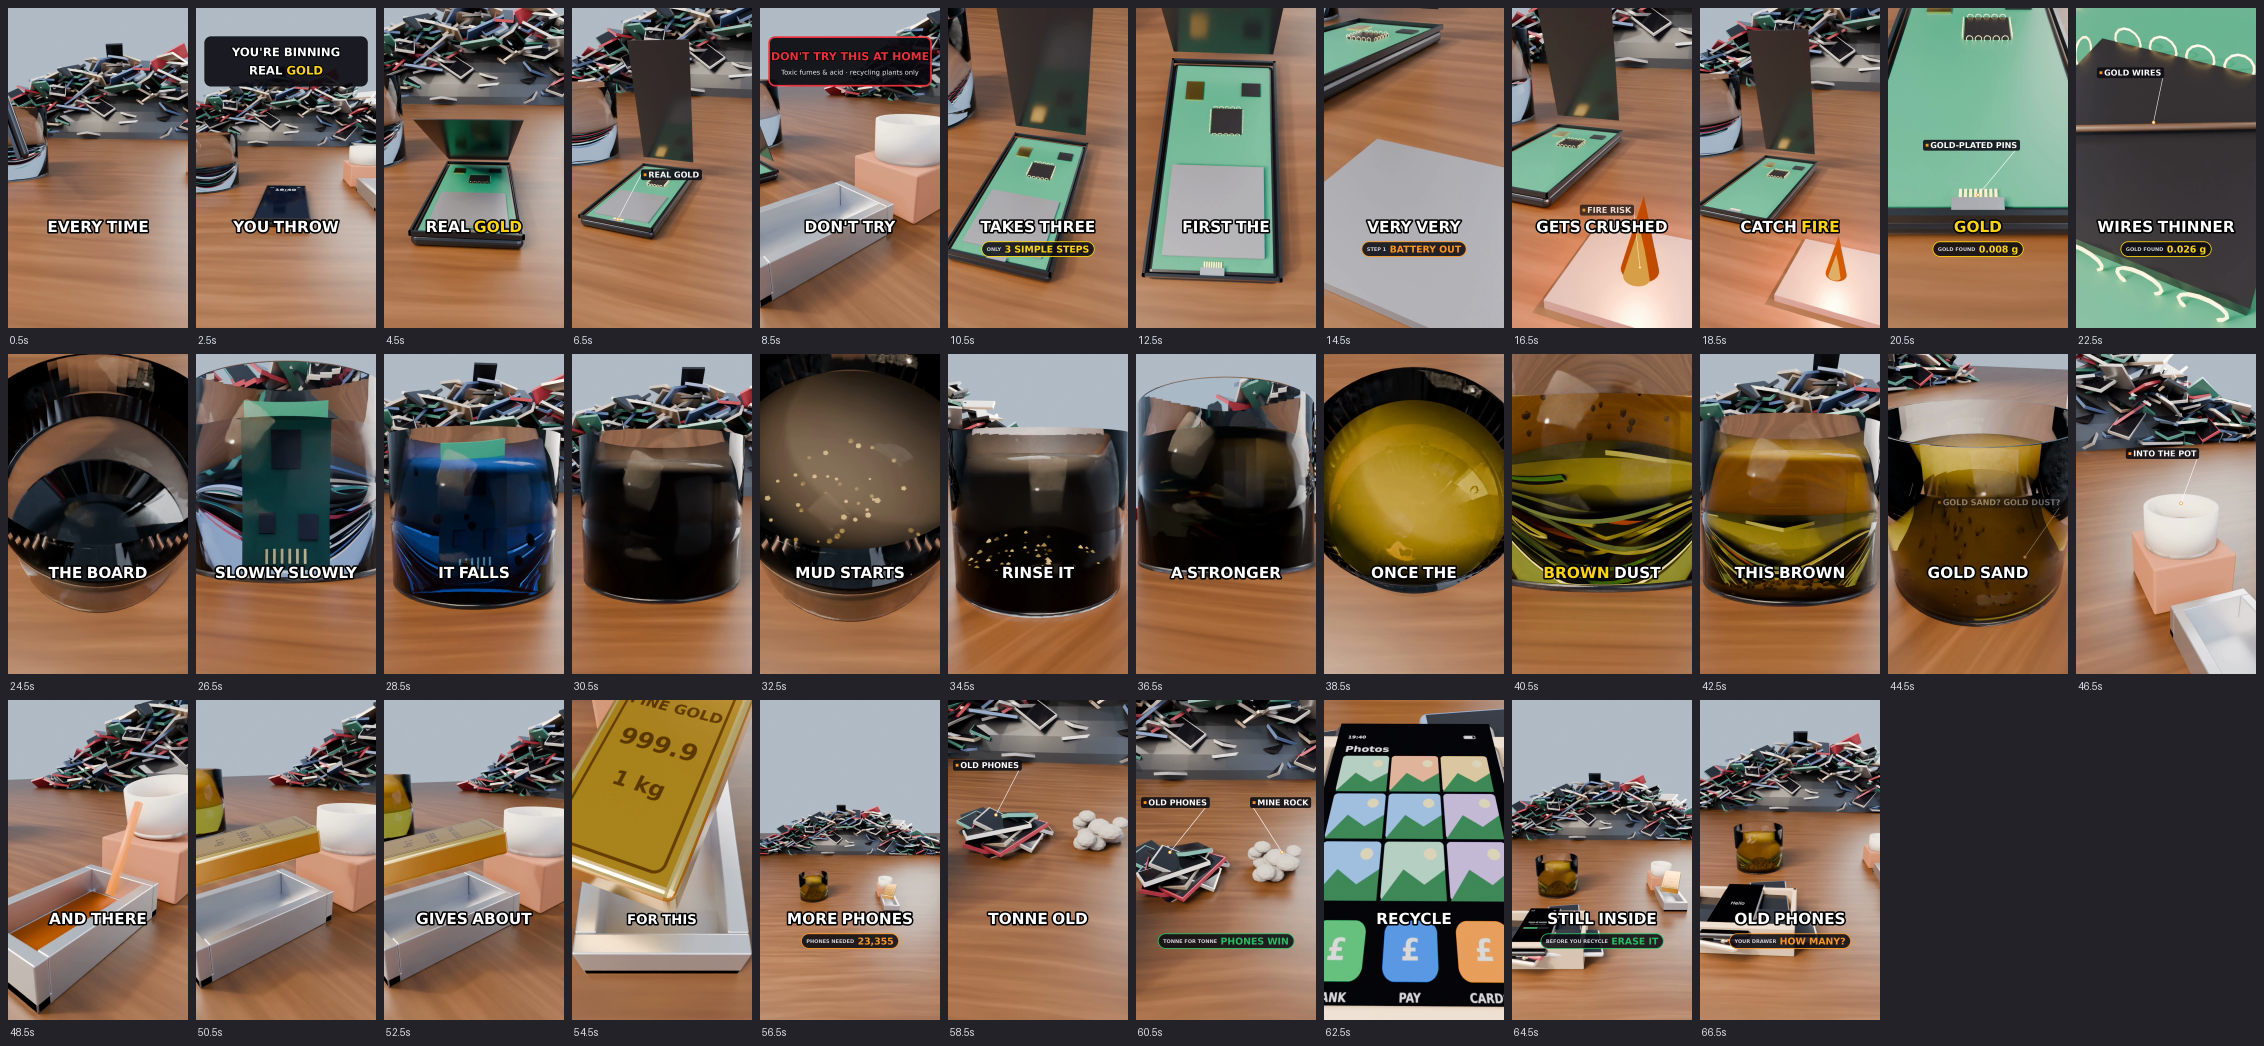 EVERY TIME
0.5s
YOU'RE BINNING
REAL GOLD
YOU THROW
2.5s
REAL GOLD
4.5s
REAL GOLD
6.5s
DON'T TRY THIS AT HOME
Toxic fumes & acid · recycling plants only
DON'T TRY
8.5s
TAKES THREE
ONLY 3 SIMPLE STEPS
10.5s
FIRST THE
12.5s
VERY VERY
STEP 1 BATTERY OUT
14.5s
FIRE RISK
GETS CRUSHED
16.5s
CATCH FIRE
18.5s
GOLD-PLATED PINS
GOLD
GOLD FOUND 0.008 g
20.5s
GOLD WIRES
WIRES THINNER
GOLD FOUND 0.026 g
22.5s
THE BOARD
24.5s
SLOWLY SLOWLY
26.5s
IT FALLS
28.5s
30.5s
MUD STARTS
32.5s
RINSE IT
34.5s
A STRONGER
36.5s
ONCE THE
38.5s
BROWN DUST
40.5s
THIS BROWN
42.5s
GOLD SAND? GOLD DUST?
GOLD SAND
44.5s
INTO THE POT
46.5s
AND THERE
48.5s
50.5s
GIVES ABOUT
52.5s
FINE GOLD
999.9
1 kg
FOR THIS
54.5s
MORE PHONES
PHONES NEEDED 23,355
56.5s
OLD PHONES
TONNE OLD
58.5s
OLD PHONES
MINE ROCK
TONNE FOR TONNE PHONES WIN
60.5s
19:40
Photos
RECYCLE
£ £ £
ANK PAY CARD
62.5s
STILL INSIDE
BEFORE YOU RECYCLE ERASE IT
64.5s
Hello
OLD PHONES
YOUR DRAWER HOW MANY?
66.5s